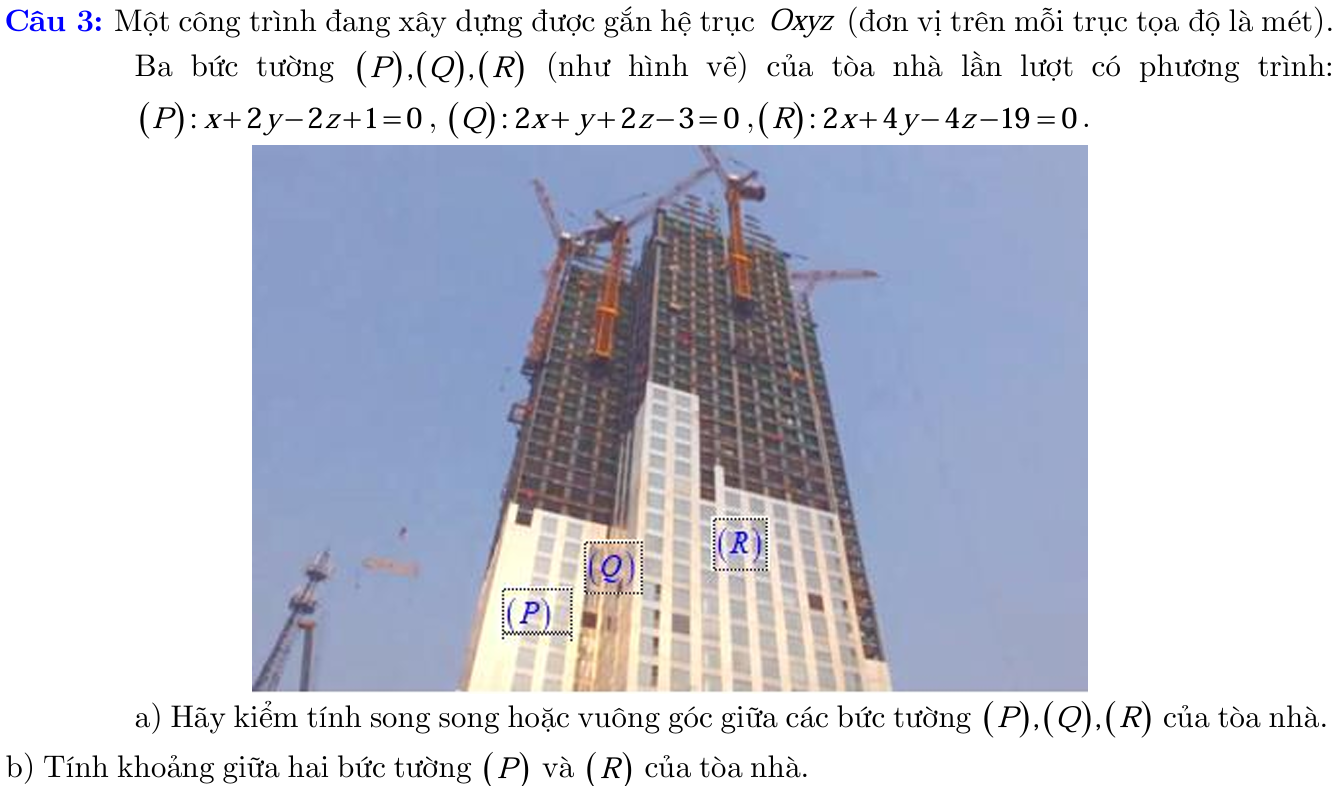 Câu 3: Một công trình đang xây dựng được gắn hệ trục Oxyz (đơn vị trên mỗi trục tọa độ là mét).
Ba bức tường (P),(Q),(R) (như hình vẽ) của tòa nhà lần lượt có phương trình:
(P): x+2y−2z+1=0, (Q): 2x+y+2z−3=0, (R): 2x+4y−4z−19=0.
(R)
(Q)
(P)
a) Hãy kiểm tính song song hoặc vuông góc giữa các bức tường (P),(Q),(R) của tòa nhà.
b) Tính khoảng giữa hai bức tường (P) và (R) của tòa nhà.